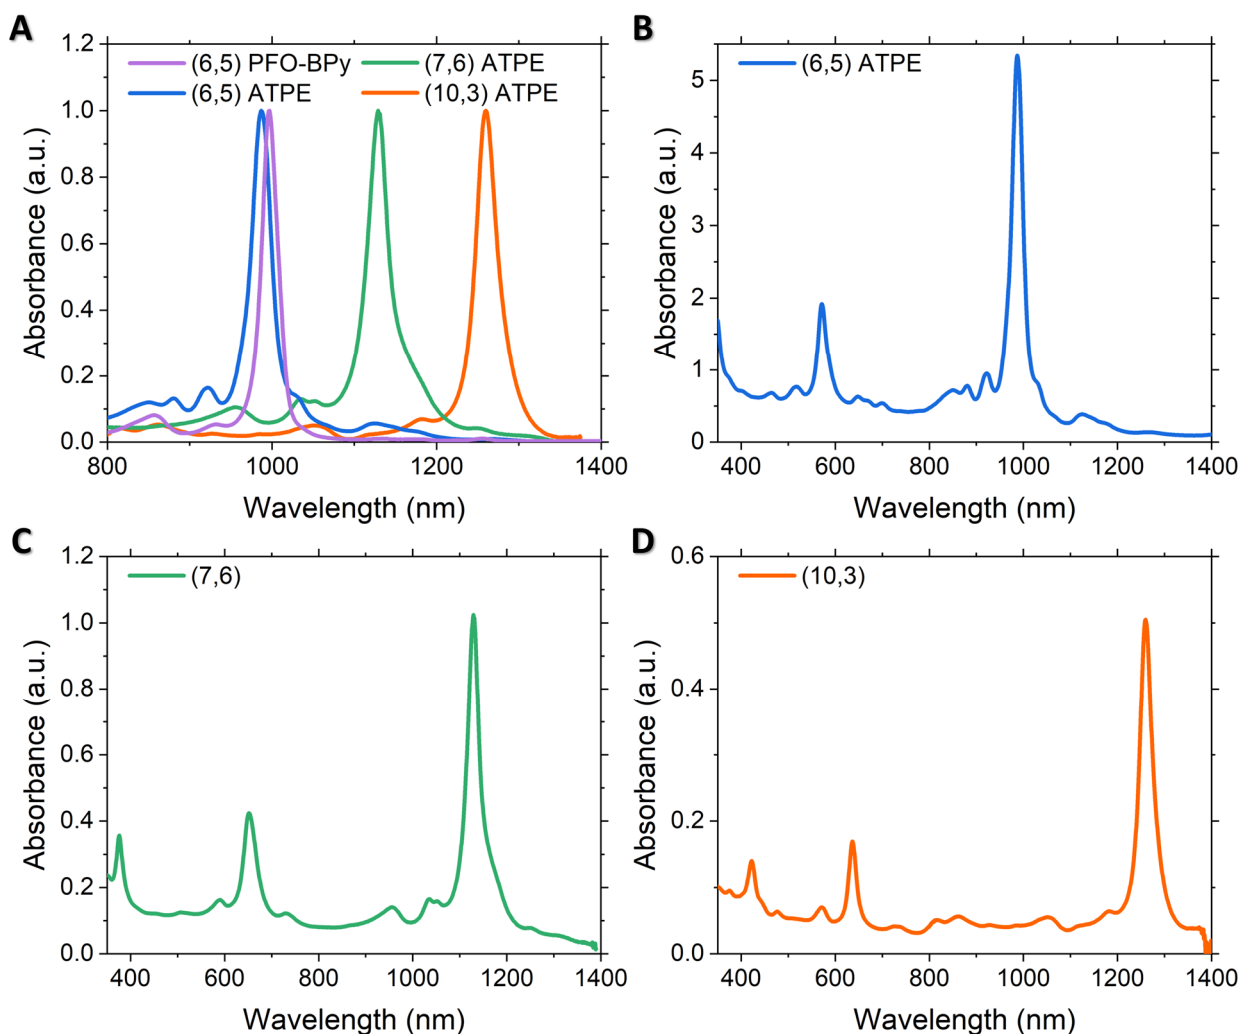 A
1.2
1.0
0.8
0.6
0.4
0.2
0.0
Absorbance (a.u.)
(6,5) PFO-BPy
(7,6) ATPE
(6,5) ATPE
(10,3) ATPE
800
1000
1200
1400
Wavelength (nm)
B
5
4
3
2
1
0
Absorbance (a.u.)
(6,5) ATPE
400
600
800
1000
1200
1400
Wavelength (nm)
C
1.2
1.0
0.8
0.6
0.4
0.2
0.0
Absorbance (a.u.)
(7,6)
400
600
800
1000
1200
1400
Wavelength (nm)
D
0.6
0.4
0.2
0.0
Absorbance (a.u.)
(10,3)
400
600
800
1000
1200
1400
Wavelength (nm)